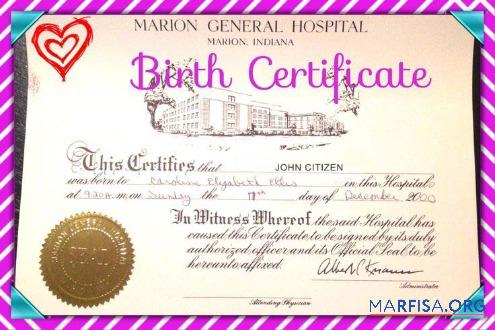 MARION GENERAL HOSPITAL
MARION, INDIANA
Birth Certificate
This Certifies that JOHN CITIZEN
was born to Caroline Elizabeth Ellis in this Hospital
at 9:20A.m. on Sunday the 17th day of December 2000
In Witness Whereof the said Hospital has
caused this Certificate to be signed by its duly
authorized officer and its Official Seal to be
hereunto affixed.
Administrator
Attending Physician
MARFISA.ORG